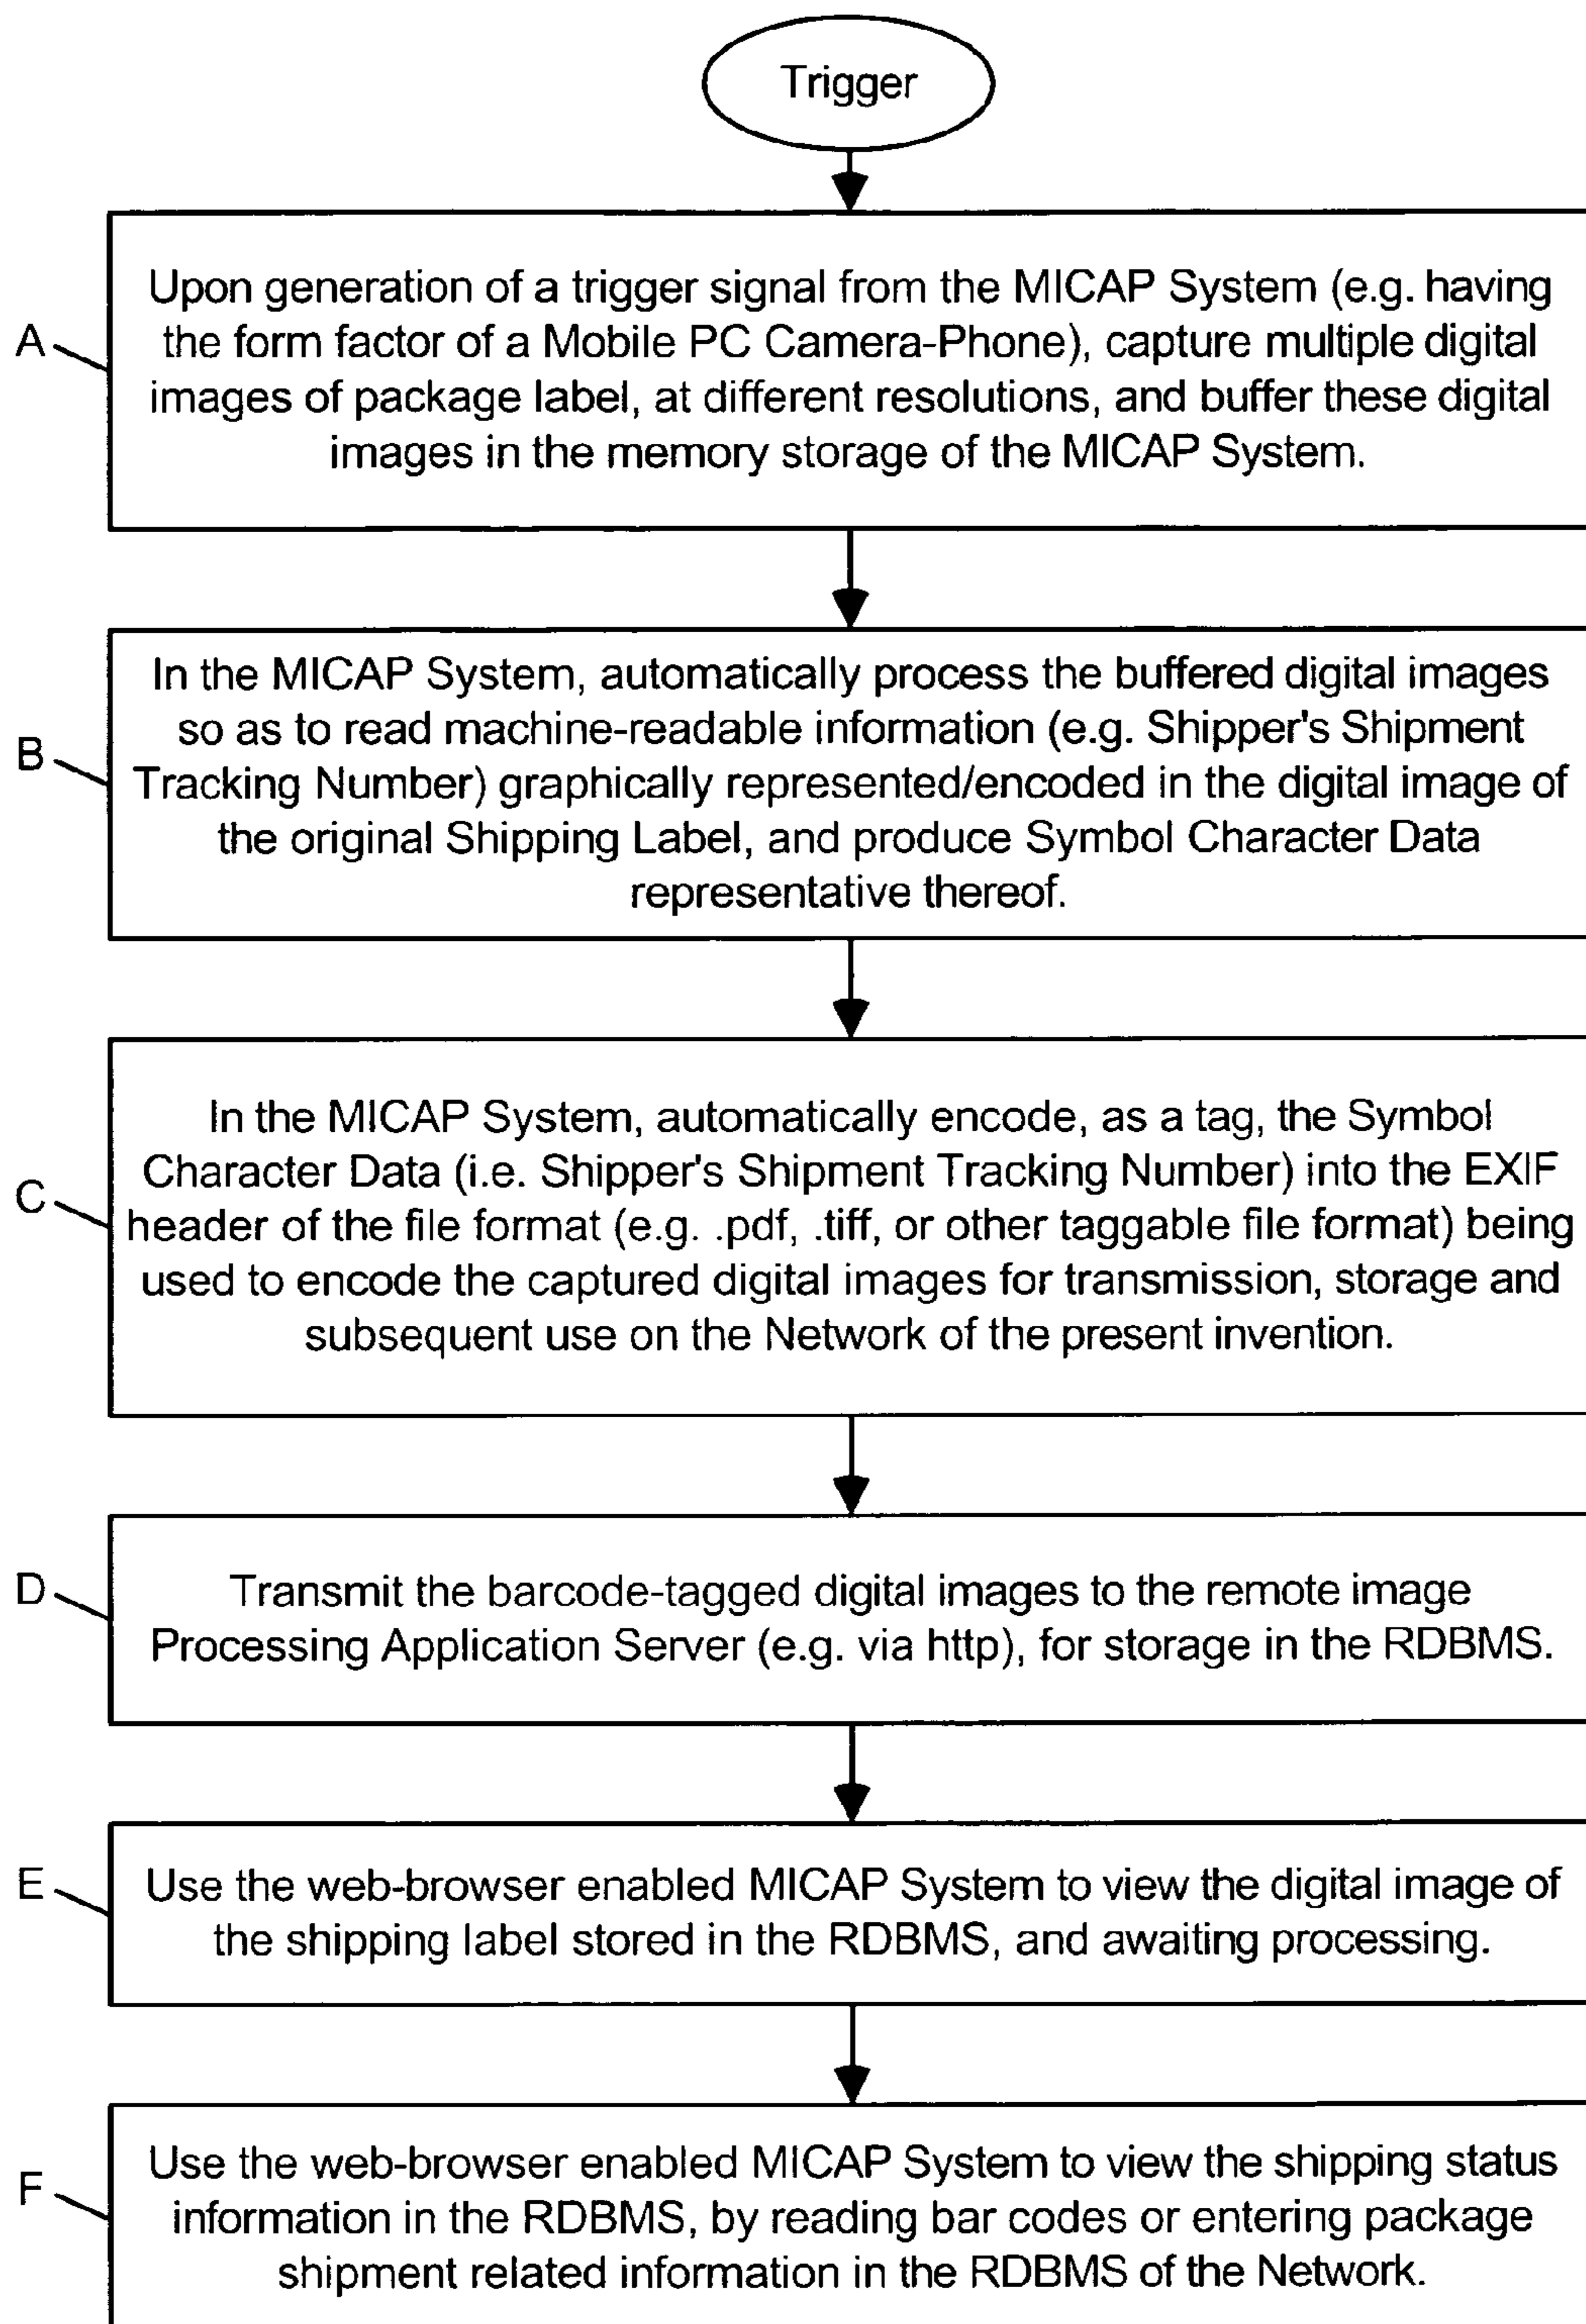 Trigger
A
Upon generation of a trigger signal from the MICAP System (e.g. having
the form factor of a Mobile PC Camera-Phone), capture multiple digital
images of package label, at different resolutions, and buffer these digital
images in the memory storage of the MICAP System.
B
In the MICAP System, automatically process the buffered digital images
so as to read machine-readable information (e.g. Shipper's Shipment
Tracking Number) graphically represented/encoded in the digital image of
the original Shipping Label, and produce Symbol Character Data
representative thereof.
C
In the MICAP System, automatically encode, as a tag, the Symbol
Character Data (i.e. Shipper's Shipment Tracking Number) into the EXIF
header of the file format (e.g. .pdf, .tiff, or other taggable file format) being
used to encode the captured digital images for transmission, storage and
subsequent use on the Network of the present invention.
D
Transmit the barcode-tagged digital images to the remote image
Processing Application Server (e.g. via http), for storage in the RDBMS.
E
Use the web-browser enabled MICAP System to view the digital image of
the shipping label stored in the RDBMS, and awaiting processing.
F
Use the web-browser enabled MICAP System to view the shipping status
information in the RDBMS, by reading bar codes or entering package
shipment related information in the RDBMS of the Network.